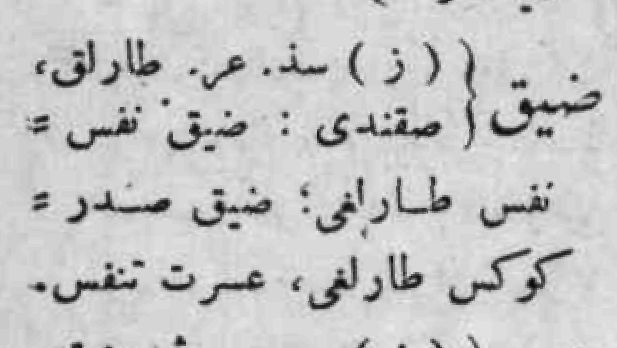 ضيق { ( ز ) سذ. عر. طارلق،
صقندى : ضيق نفس =
نفس طارلغى؛ ضيق صدر =
كوكس طارلغى، عسرت تنفس.